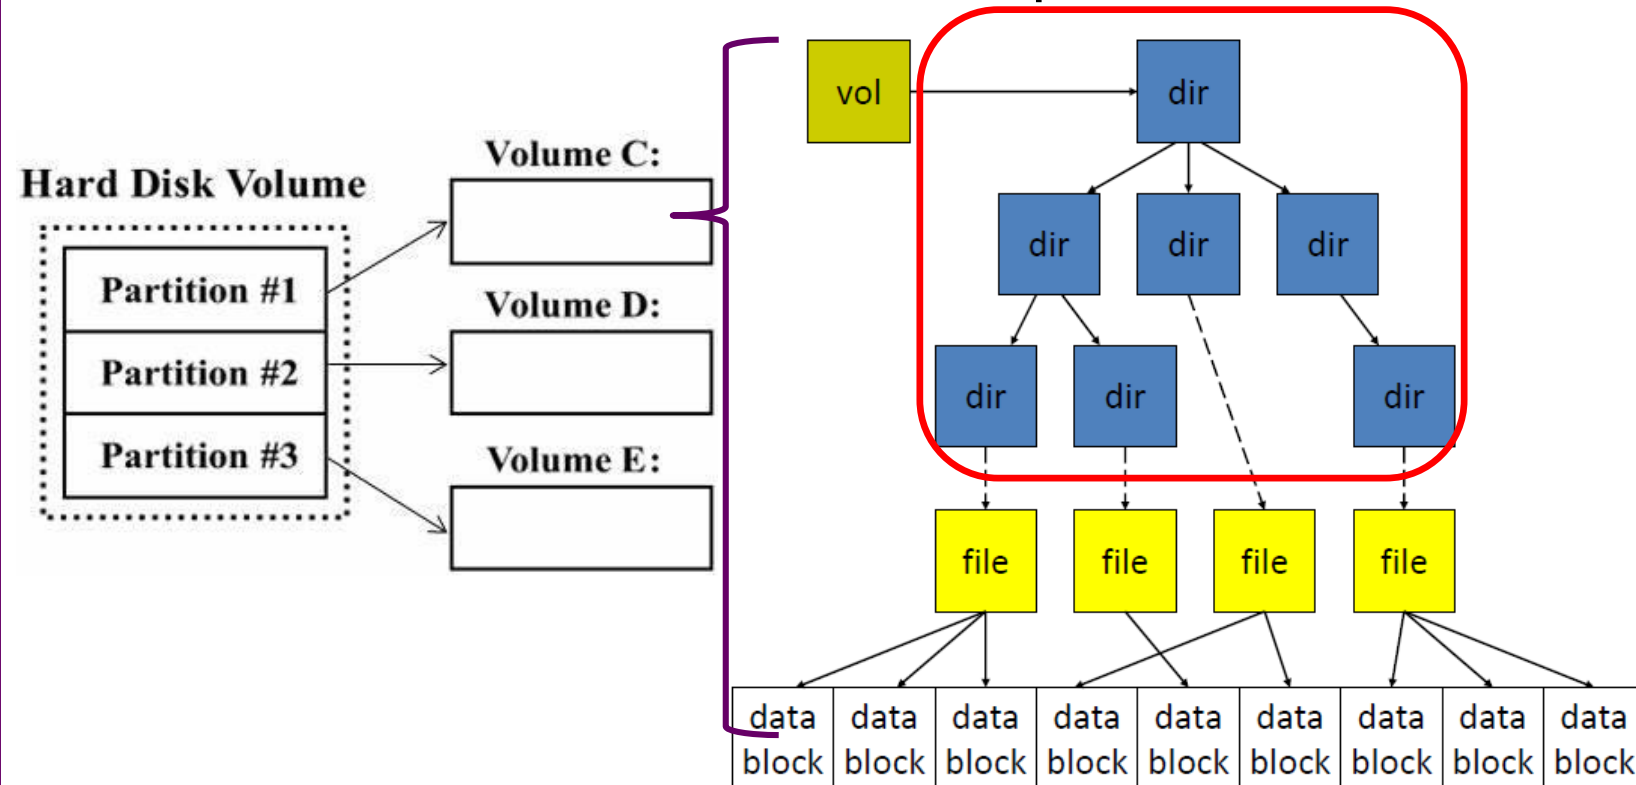 Hard Disk Volume
Partition #1
Partition #2
Partition #3
Volume C:
Volume D:
Volume E:
vol
dir
dir
dir
dir
dir
dir
dir
file
file
file
file
data
block
data
block
data
block
data
block
data
block
data
block
data
block
data
block
data
block